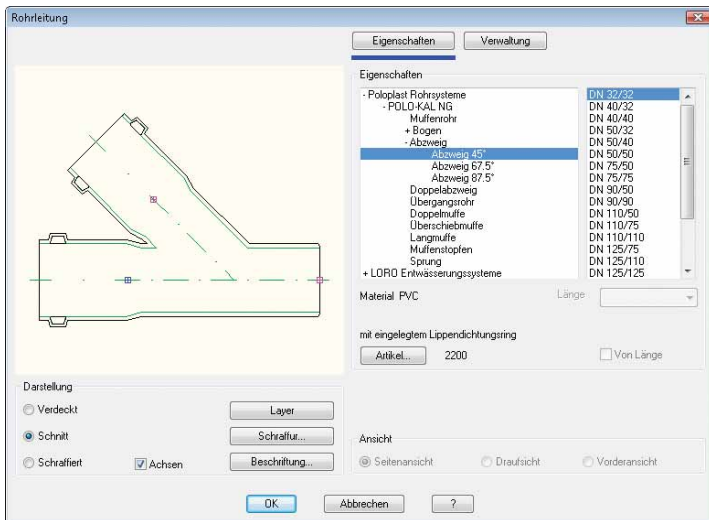 Rohrleitung
Eigenschaften
Verwaltung
Eigenschaften
- Poloplast Rohrsysteme
- POLO-KAL NG
Muffenrohr
+ Bogen
- Abzweig
Abzweig 45°
Abzweig 67.5°
Abzweig 87.5°
Doppelabzweig
Übergangsrohr
Doppelmuffe
Überschiebmuffe
Langmuffe
Muffenstopfen
Sprung
+ LORO Entwässerungssysteme
DN 32/32
DN 40/32
DN 40/40
DN 50/32
DN 50/40
DN 50/50
DN 75/50
DN 75/75
DN 90/50
DN 90/90
DN 110/50
DN 110/75
DN 110/110
DN 125/75
DN 125/110
DN 125/125
Material PVC
Länge
mit eingelegtem Lippendichtungsring
Artikel...
2200
Von Länge
Darstellung
Verdeckt
Layer
Schnitt
Schraffur...
Schraffiert
Achsen
Beschriftung...
Ansicht
Seitenansicht
Draufsicht
Vorderansicht
OK
Abbrechen
?